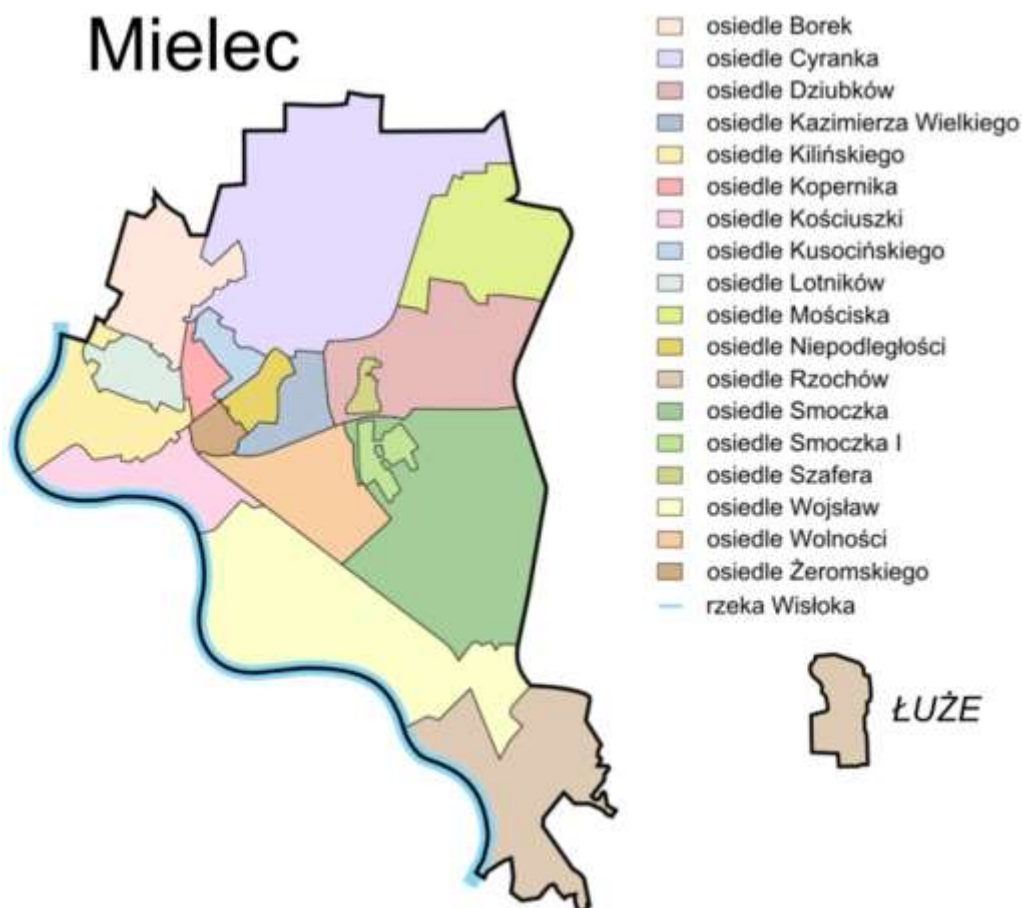 Mielec
osiedle Borek
osiedle Cyranka
osiedle Dziubków
osiedle Kazimierza Wielkiego
osiedle Kilińskiego
osiedle Kopernika
osiedle Kościuszki
osiedle Kusocińskiego
osiedle Lotników
osiedle Mościska
osiedle Niepodległości
osiedle Rzochów
osiedle Smoczka
osiedle Smoczka I
osiedle Szafera
osiedle Wojsław
osiedle Wolności
osiedle Żeromskiego
rzeka Wisłoka
ŁUŻE